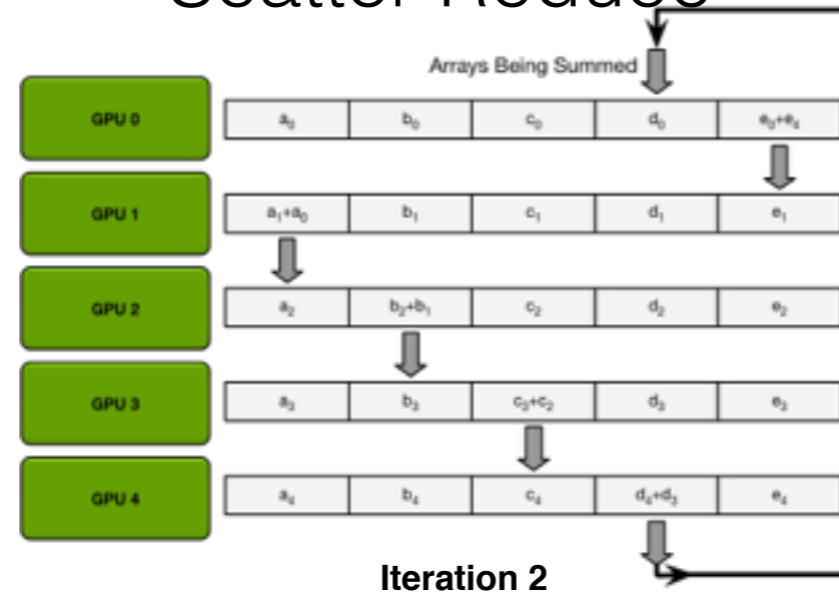 Scatter Reduce
Arrays Being Summed
GPU 0 a₀ b₀ c₀ d₀ e₀+e₄
GPU 1 a₁+a₀ b₁ c₁ d₁ e₁
GPU 2 a₂ b₂+b₁ c₂ d₂ e₂
GPU 3 a₃ b₃ c₃+c₂ d₃ e₃
GPU 4 a₄ b₄ c₄ d₄+d₃ e₄
Iteration 2